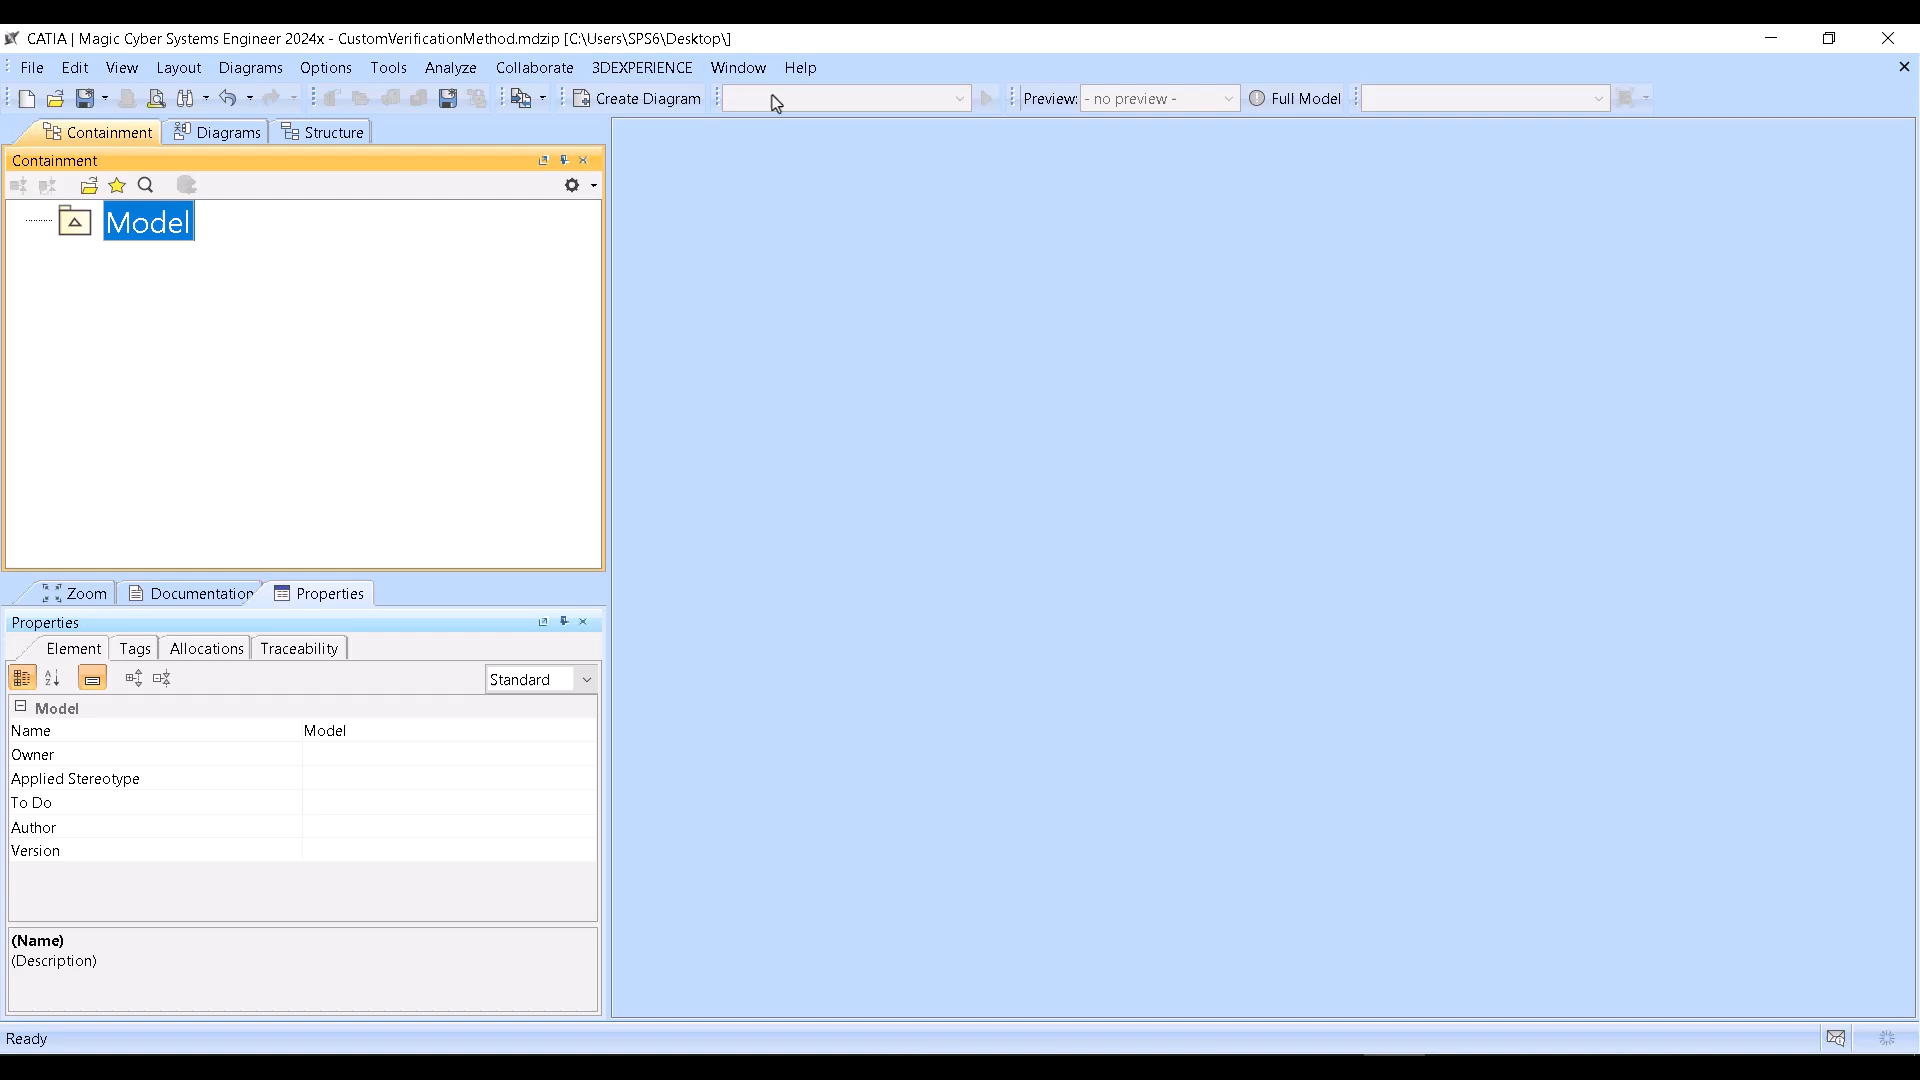 CATIA | Magic Cyber Systems Engineer 2024x - CustomVerificationMethod.mdzip [C:\Users\SPS6\Desktop\]
File Edit View Layout Diagrams Options Tools Analyze Collaborate 3DEXPERIENCE Window Help
Create Diagram Preview: - no preview - Full Model
Containment Diagrams Structure
Containment
Model
Zoom Documentation Properties
Properties
Element Tags Allocations Traceability
Standard
Model
Name Model
Owner
Applied Stereotype
To Do
Author
Version
(Name)
(Description)
Ready